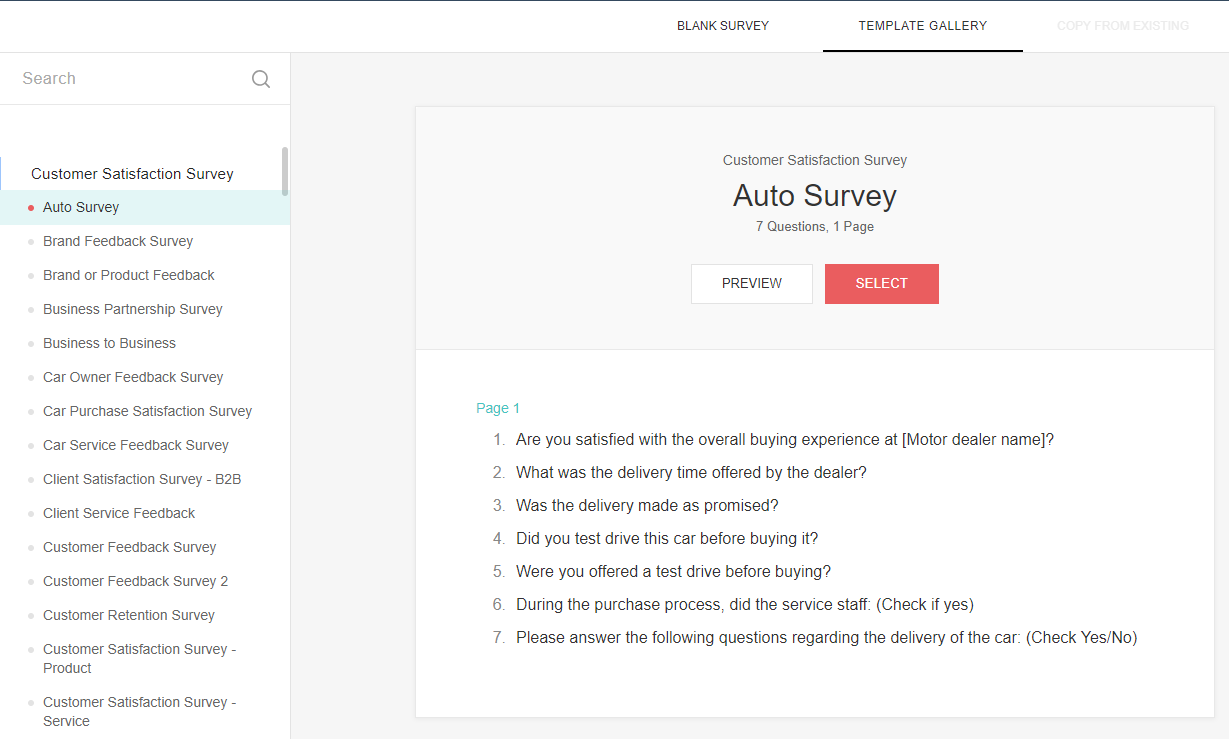 BLANK SURVEY
TEMPLATE GALLERY
COPY FROM EXISTING
Search
Customer Satisfaction Survey
Auto Survey
Brand Feedback Survey
Brand or Product Feedback
Business Partnership Survey
Business to Business
Car Owner Feedback Survey
Car Purchase Satisfaction Survey
Car Service Feedback Survey
Client Satisfaction Survey - B2B
Client Service Feedback
Customer Feedback Survey
Customer Feedback Survey 2
Customer Retention Survey
Customer Satisfaction Survey -
Product
Customer Satisfaction Survey -
Service
Customer Satisfaction Survey
Auto Survey
7 Questions, 1 Page
PREVIEW
SELECT
Page 1
1. Are you satisfied with the overall buying experience at [Motor dealer name]?
2. What was the delivery time offered by the dealer?
3. Was the delivery made as promised?
4. Did you test drive this car before buying it?
5. Were you offered a test drive before buying?
6. During the purchase process, did the service staff: (Check if yes)
7. Please answer the following questions regarding the delivery of the car: (Check Yes/No)